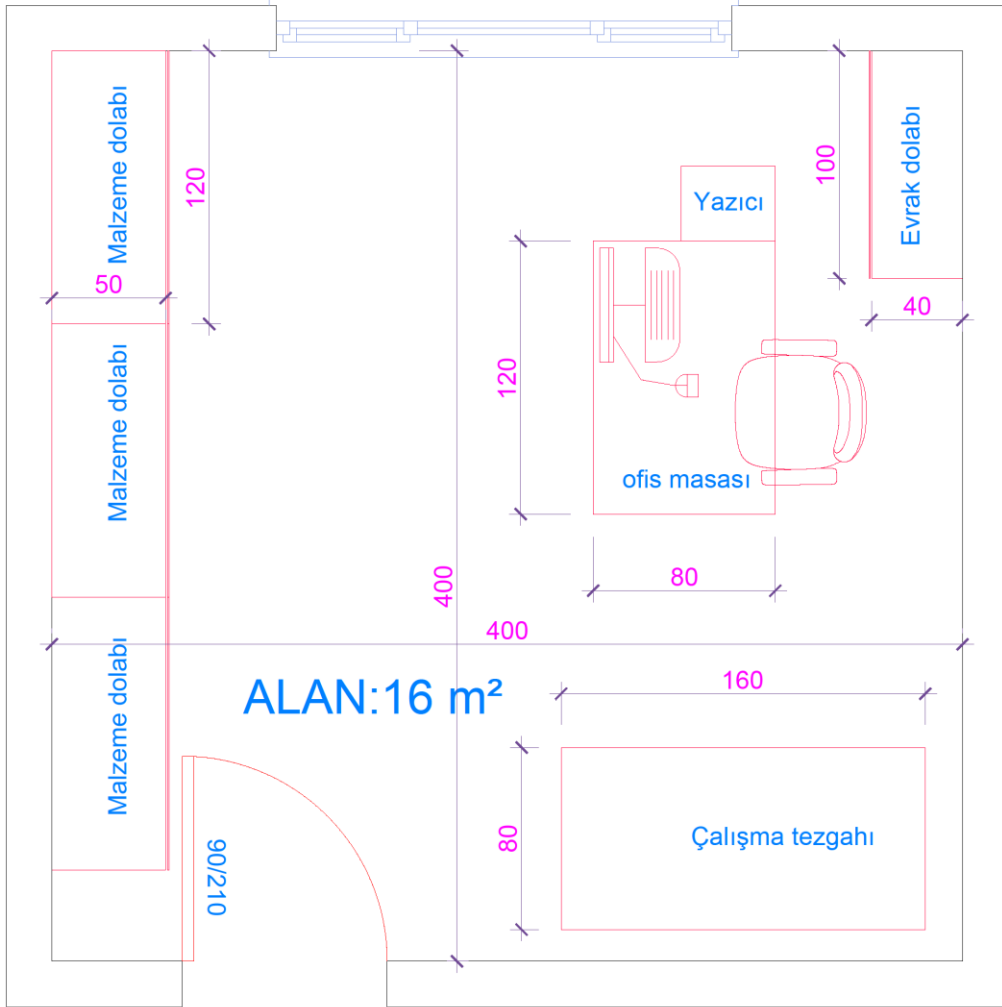 Malzeme dolabı
120
50
Malzeme dolabı
Malzeme dolabı
90/210
Yazıcı
100
Evrak dolabı
40
120
ofis masası
80
400
400
ALAN:16 m²
160
80
Çalışma tezgahı